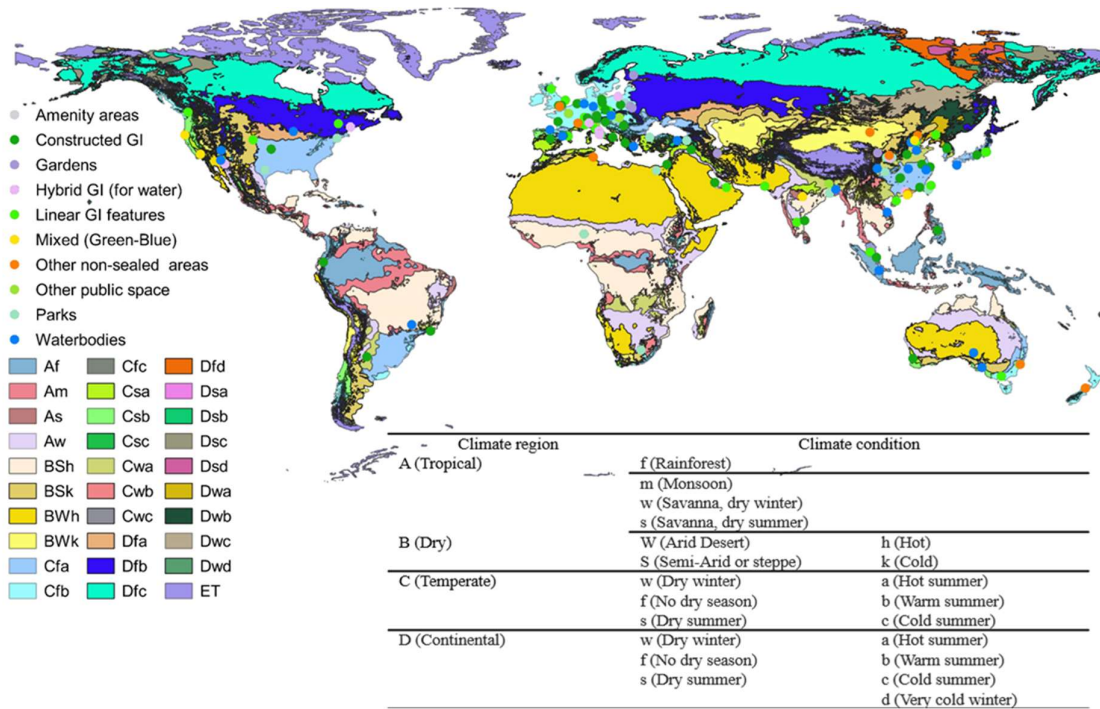 Amenity areas
Constructed GI
Gardens
Hybrid GI (for water)
Linear GI features
Mixed (Green-Blue)
Other non-sealed areas
Other public space
Parks
Waterbodies
Af Cfc Dfd
Am Csa Dsa
As Csb Dsb
Aw Csc Dsc
BSh Cwa Dsd
BSk Cwb Dwa
BWh Cwc Dwb
BWk Dfa Dwc
Cfa Dfb Dwd
Cfb Dfc ET
Climate region Climate condition
A (Tropical) f (Rainforest)
m (Monsoon)
w (Savanna, dry winter)
s (Savanna, dry summer)
B (Dry) W (Arid Desert) h (Hot)
S (Semi-Arid or steppe) k (Cold)
C (Temperate) w (Dry winter) a (Hot summer)
f (No dry season) b (Warm summer)
s (Dry summer) c (Cold summer)
D (Continental) w (Dry winter) a (Hot summer)
f (No dry season) b (Warm summer)
s (Dry summer) c (Cold summer)
d (Very cold winter)